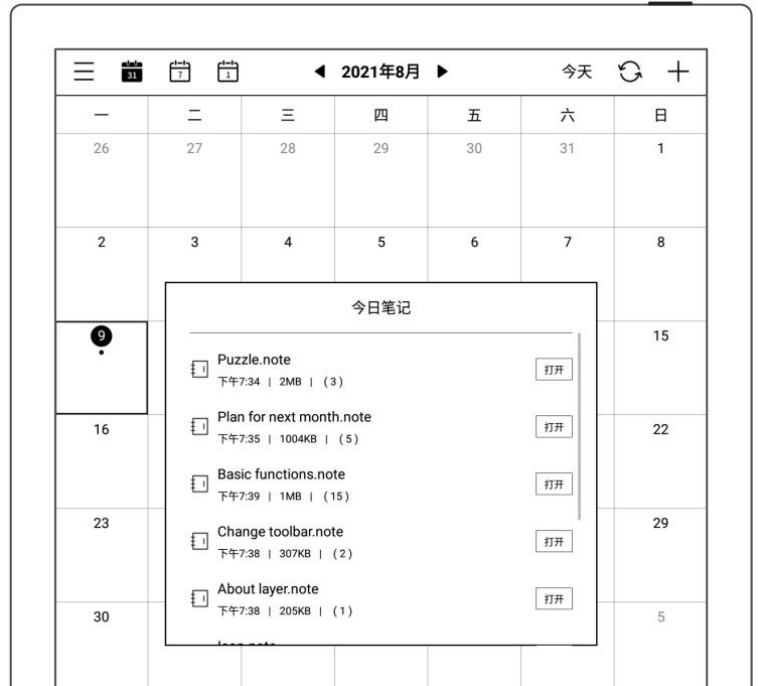 31 7 1 2021年8月 今天
一 二 三 四 五 六 日
26 27 28 29 30 31 1
2 3 4 5 6 7 8
今日笔记
9 15
Puzzle.note
打开
下午7:34 | 2MB | (3)
Plan for next month.note
打开
下午7:35 | 1004KB | (5)
16 22
Basic functions.note
打开
下午7:39 | 1MB | (15)
23 29
Change toolbar.note
打开
下午7:38 | 307KB | (2)
About layer.note
打开
下午7:38 | 205KB | (1)
30 5